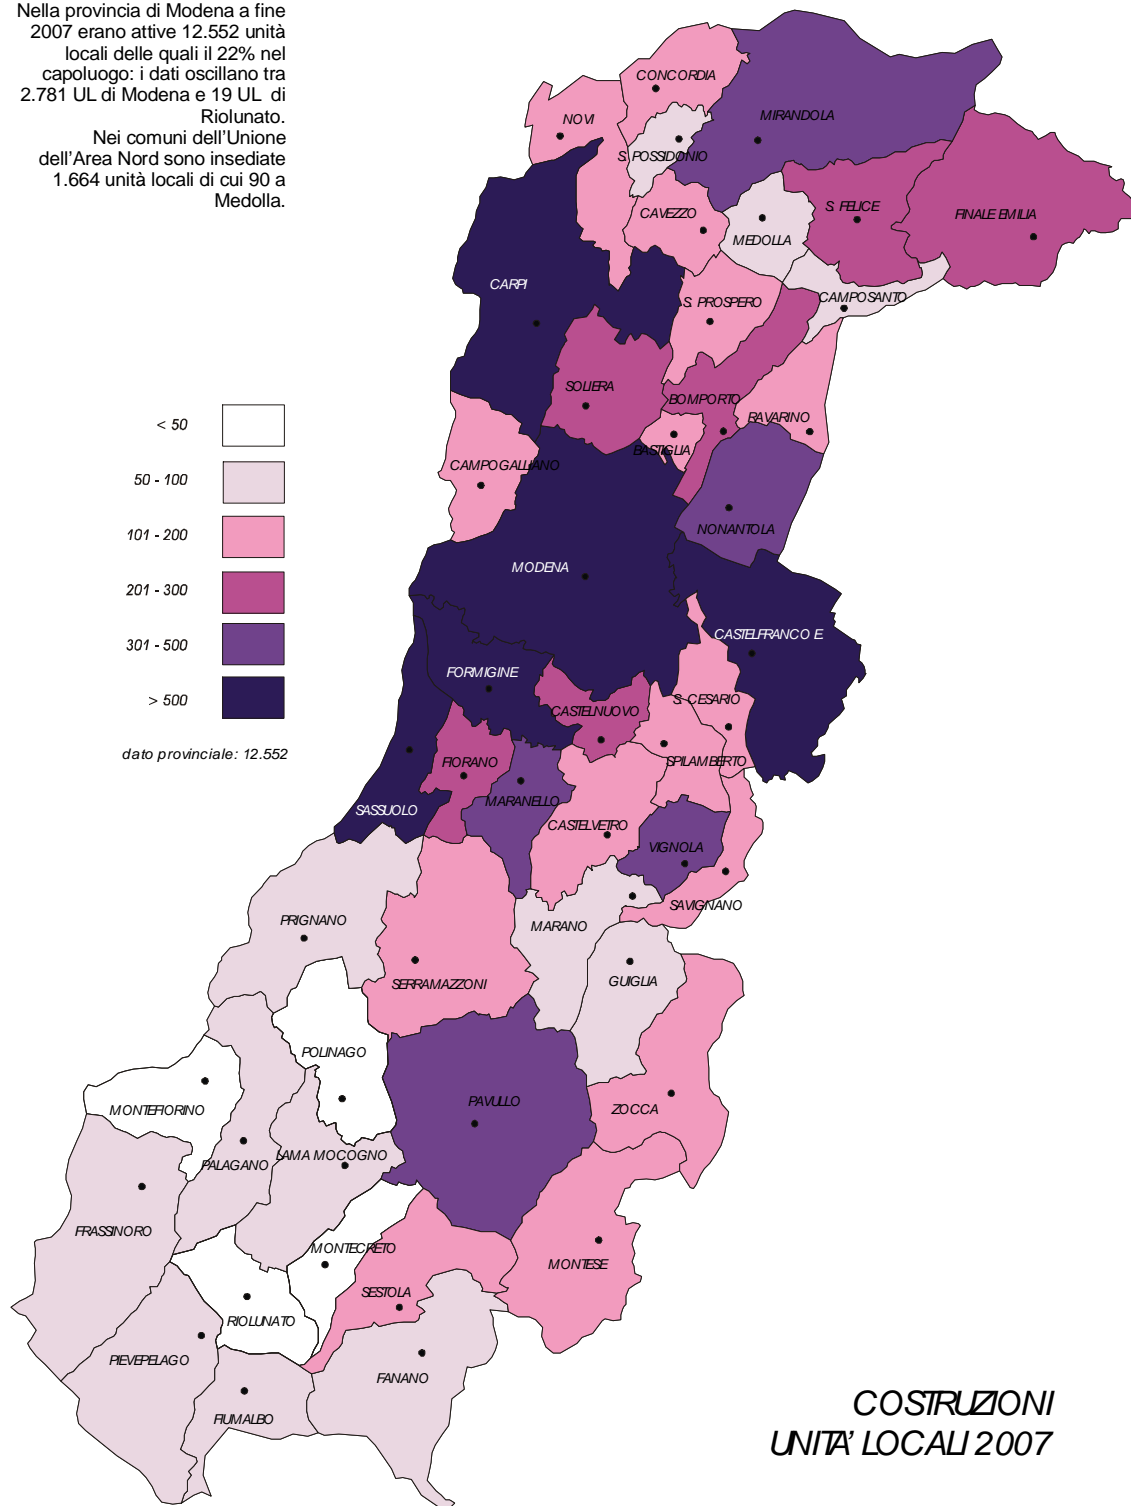 Nella provincia di Modena a fine
2007 erano attive 12.552 unità
locali delle quali il 22% nel
capoluogo: i dati oscillano tra
2.781 UL di Modena e 19 UL di
Riolunato.
Nei comuni dell'Unione
dell'Area Nord sono insediate
1.664 unità locali di cui 90 a
Medolla.
CONCORDIA
NOVI
MIRANDOLA
S. POSSIDONIO
CAVEZZO
S. FELICE
FINALE EMILIA
MEDOLLA
CARPI
S. PROSPERO
CAMPOSANTO
SOLIERA
BOMPORTO
RAVARINO
BASTIGLIA
CAMPOGALLIANO
NONANTOLA
MODENA
CASTELFRANCO E
FORMIGINE
S. CESARIO
CASTELNUOVO
FIORANO
SPILAMBERTO
MARANELLO
SASSUOLO
CASTELVETRO
VIGNOLA
SAVIGNANO
PRIGNANO
MARANO
SERRAMAZZONI
GUIGLIA
POLINAGO
MONTEFIORINO
PAVULLO
ZOCCA
LAMA MOCOGNO
PALAGANO
FRASSINORO
MONTECRETO
MONTESE
SESTOLA
RIOLUNATO
PIEVEPELAGO
FANANO
FIUMALBO
< 50
50 - 100
101 - 200
201 - 300
301 - 500
> 500
dato provinciale: 12.552
COSTRUZIONI
UNITA' LOCALI 2007